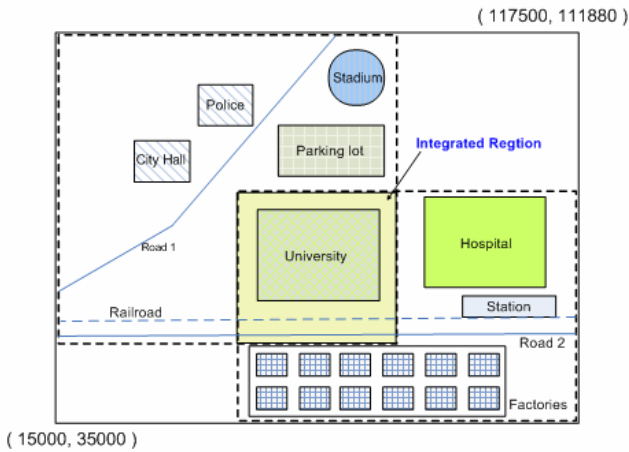 ( 117500, 111880 )
Stadium
Police
Parking lot
Integrated Regtion
City Hall
University
Hospital
Road 1
Railroad
Station
Road 2
Factories
( 15000, 35000 )